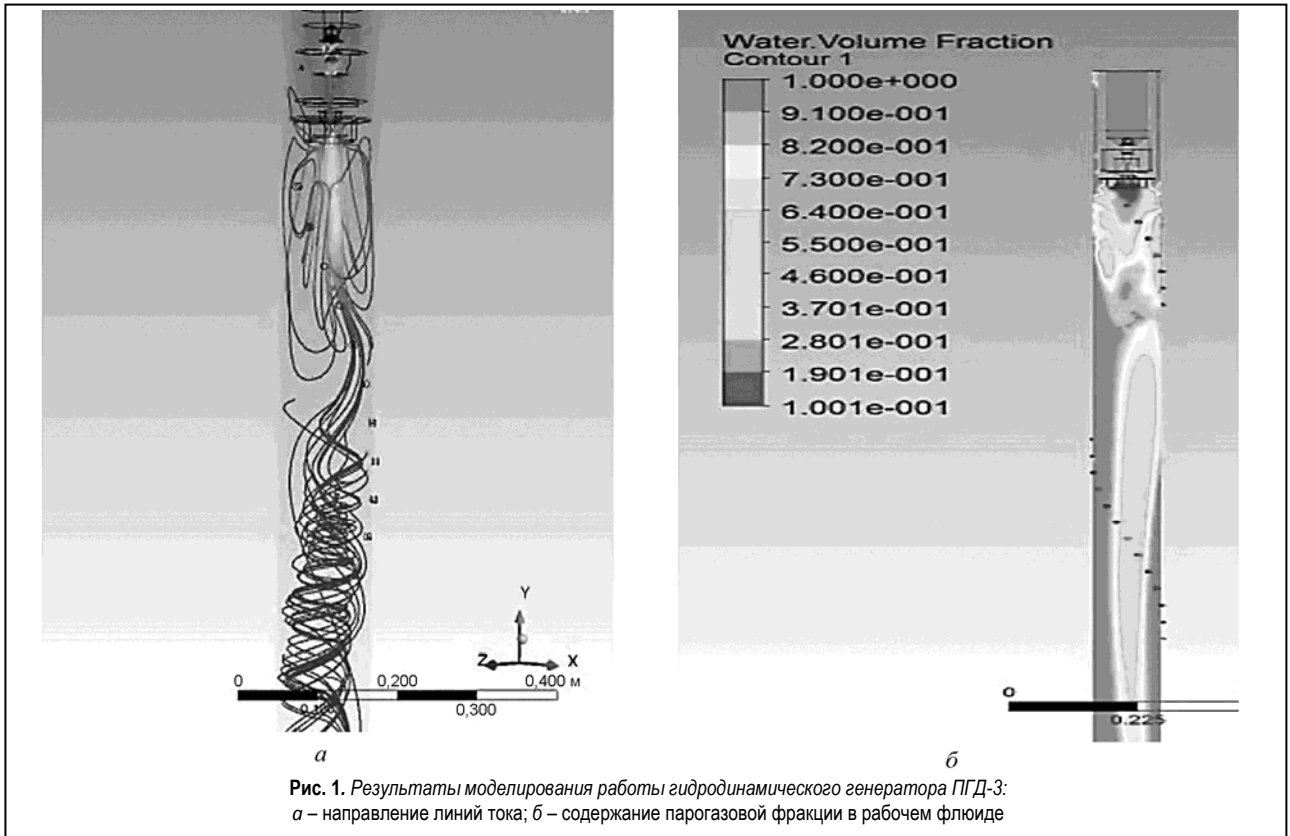 Water.Volume Fraction
Contour 1
1.000e+000
9.100e-001
8.200e-001
7.300e-001
6.400e-001
5.500e-001
4.600e-001
3.701e-001
2.801e-001
1.901e-001
1.001e-001
Y
Z
X
0
0,200
0,400 м
0,100
0,300
0
0.225
а
б
Рис. 1. Результаты моделирования работы гидродинамического генератора ПГД-3:
а – направление линий тока; б – содержание парогазовой фракции в рабочем флюиде